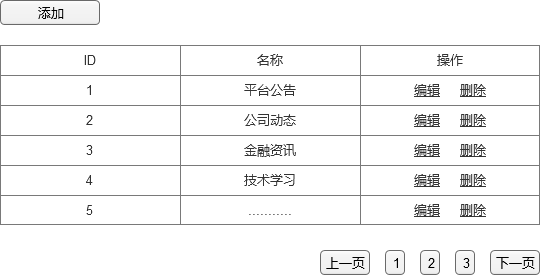 添加
ID 名称 操作
1 平台公告 编辑 删除
2 公司动态 编辑 删除
3 金融资讯 编辑 删除
4 技术学习 编辑 删除
5 ........... 编辑 删除
上一页 1 2 3 下一页